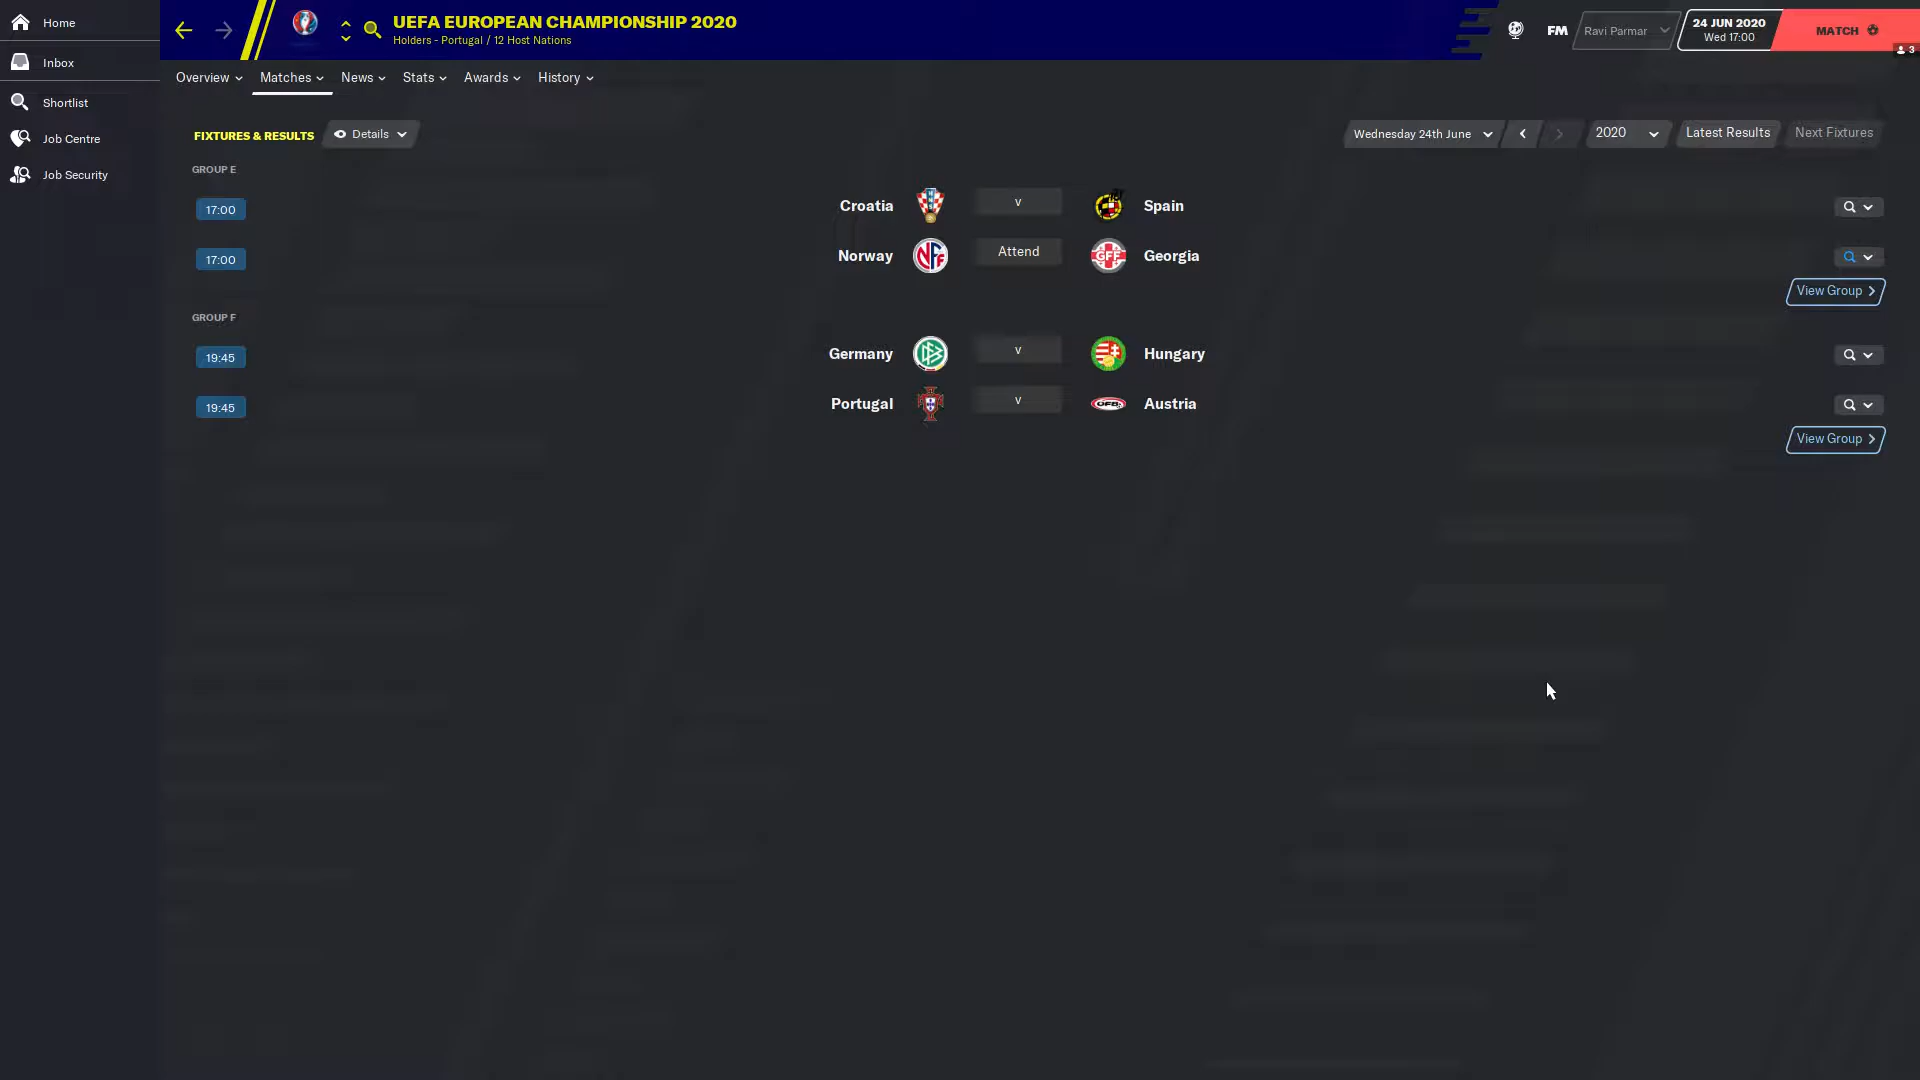 Home
Inbox
Shortlist
Job Centre
Job Security
UEFA EUROPEAN CHAMPIONSHIP 2020
Holders - Portugal / 12 Host Nations
FM
Ravi Parmar
24 JUN 2020
Wed 17:00
MATCH
3
Overview
Matches
News
Stats
Awards
History
FIXTURES & RESULTS
Details
Wednesday 24th June
2020
Latest Results
Next Fixtures
GROUP E
17:00 Croatia v Spain
17:00 Norway Attend Georgia
View Group
GROUP F
19:45 Germany v Hungary
19:45 Portugal v Austria
View Group